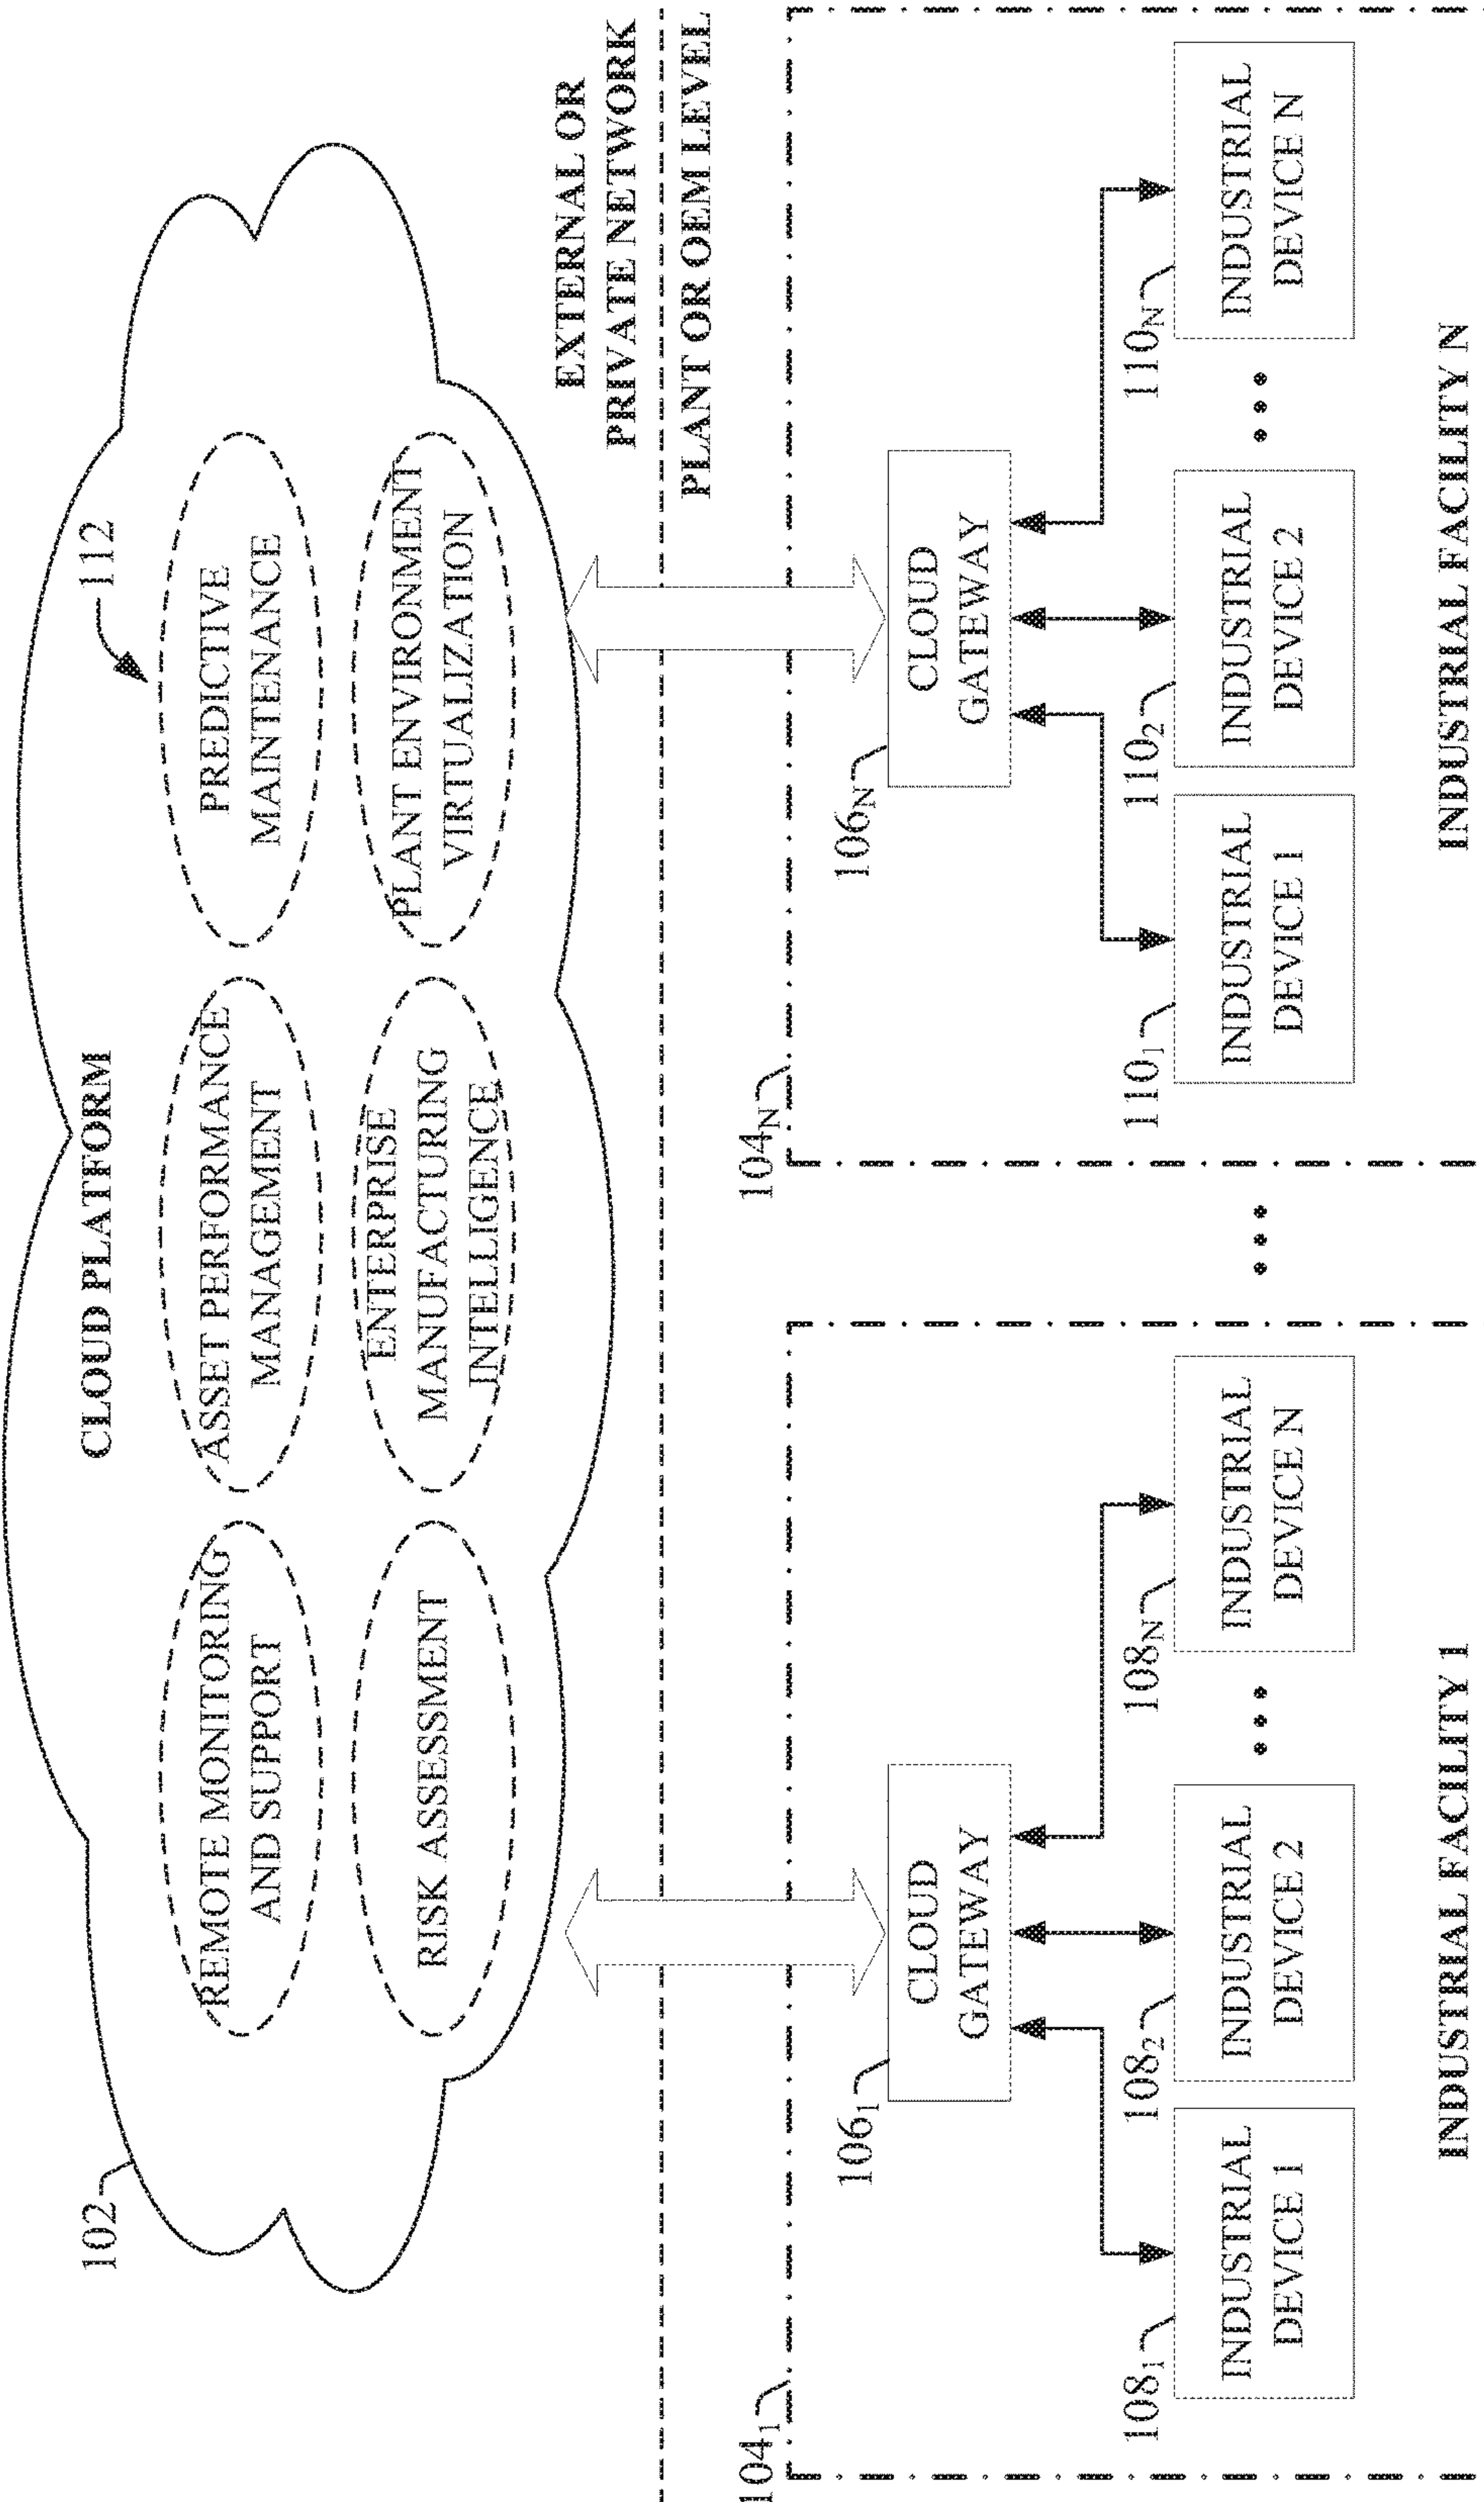 102
CLOUD PLATFORM
112
REMOTE MONITORING
AND SUPPORT
ASSET PERFORMANCE
MANAGEMENT
PREDICTIVE
MAINTENANCE
RISK ASSESSMENT
ENTERPRISE
MANUFACTURING
INTELLIGENCE
PLANT ENVIRONMENT
VIRTUALIZATION
EXTERNAL OR
PRIVATE NETWORK
PLANT OR OEM LEVEL
104₁
106₁
CLOUD
GATEWAY
108₁
108₂
108N
INDUSTRIAL
DEVICE 1
INDUSTRIAL
DEVICE 2
INDUSTRIAL
DEVICE N
INDUSTRIAL FACILITY 1
104N
106N
CLOUD
GATEWAY
110₁
110₂
110N
INDUSTRIAL
DEVICE 1
INDUSTRIAL
DEVICE 2
INDUSTRIAL
DEVICE N
INDUSTRIAL FACILITY N